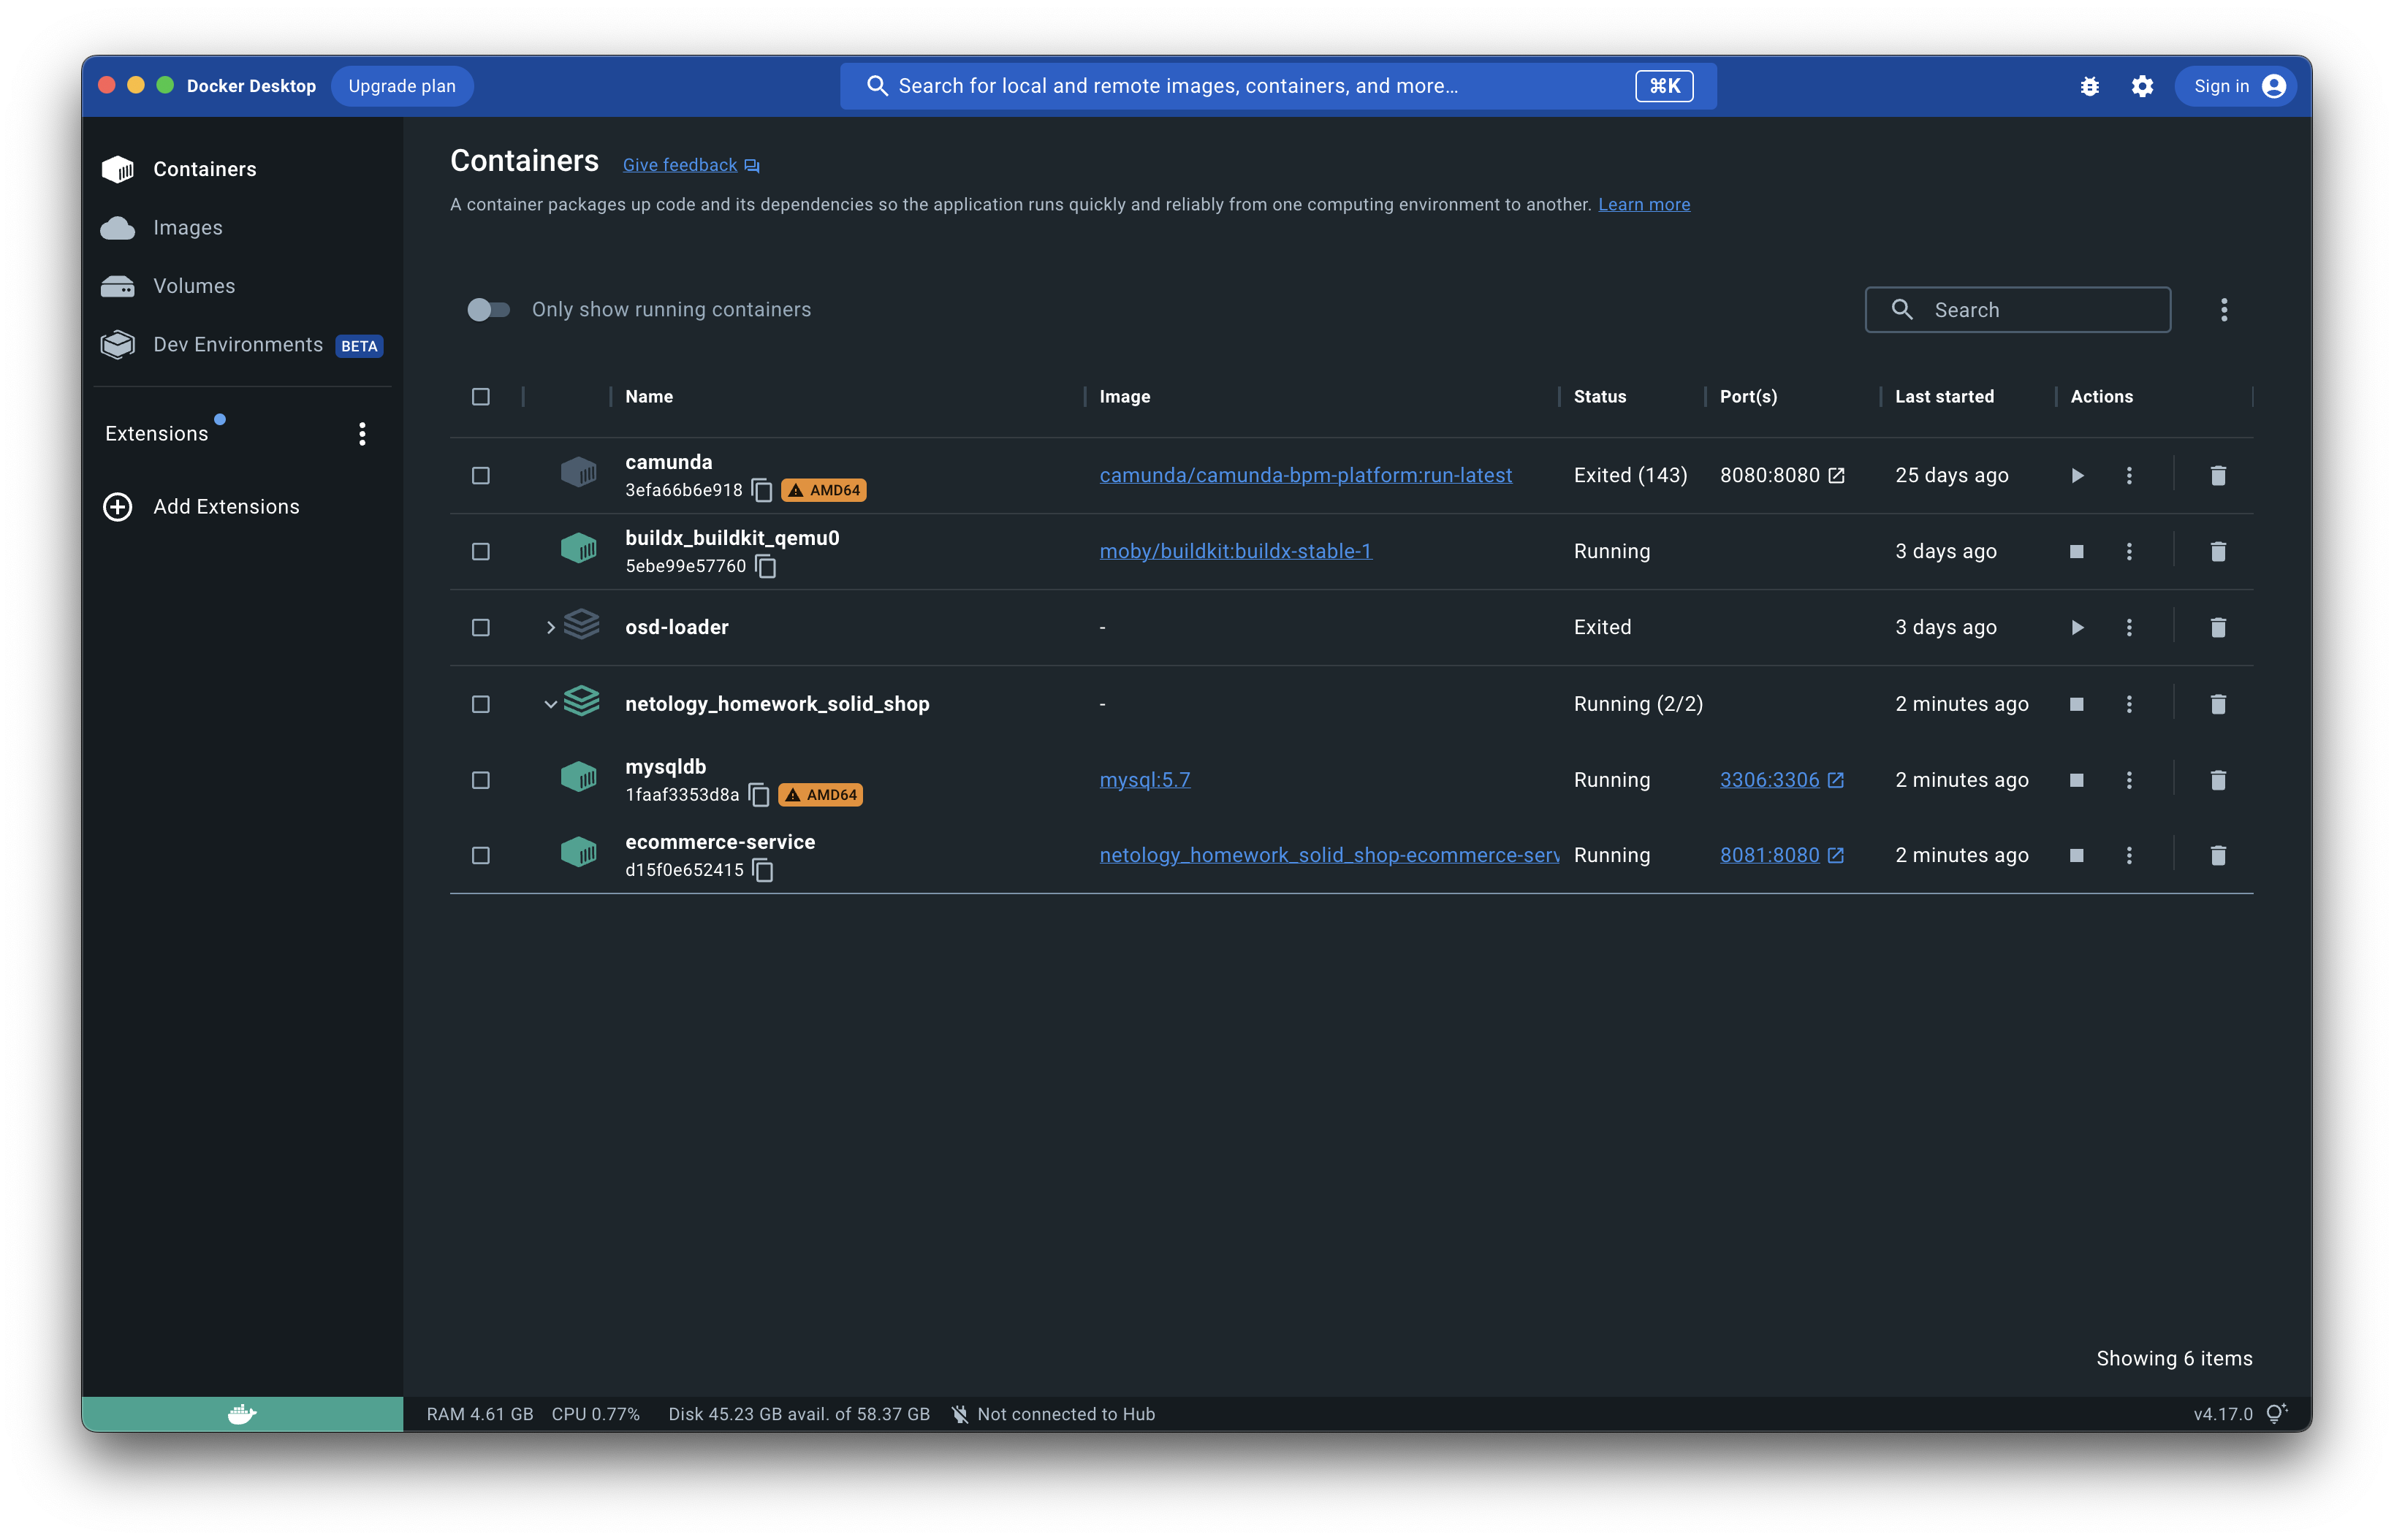 Docker Desktop Upgrade plan Search for local and remote images, containers, and more... ⌘K Sign in
Containers
Images
Volumes
Dev Environments BETA
Extensions
Add Extensions
Containers Give feedback
A container packages up code and its dependencies so the application runs quickly and reliably from one computing environment to another. Learn more
Only show running containers Search
Name Image Status Port(s) Last started Actions
camunda
3efa66b6e918 AMD64 camunda/camunda-bpm-platform:run-latest Exited (143) 8080:8080 25 days ago
buildx_buildkit_qemu0
5ebe99e57760 moby/buildkit:buildx-stable-1 Running 3 days ago
osd-loader - Exited 3 days ago
netology_homework_solid_shop - Running (2/2) 2 minutes ago
mysqldb
1faaf3353d8a AMD64 mysql:5.7 Running 3306:3306 2 minutes ago
ecommerce-service
d15f0e652415 netology_homework_solid_shop-ecommerce-serv Running 8081:8080 2 minutes ago
Showing 6 items
RAM 4.61 GB CPU 0.77% Disk 45.23 GB avail. of 58.37 GB Not connected to Hub v4.17.0